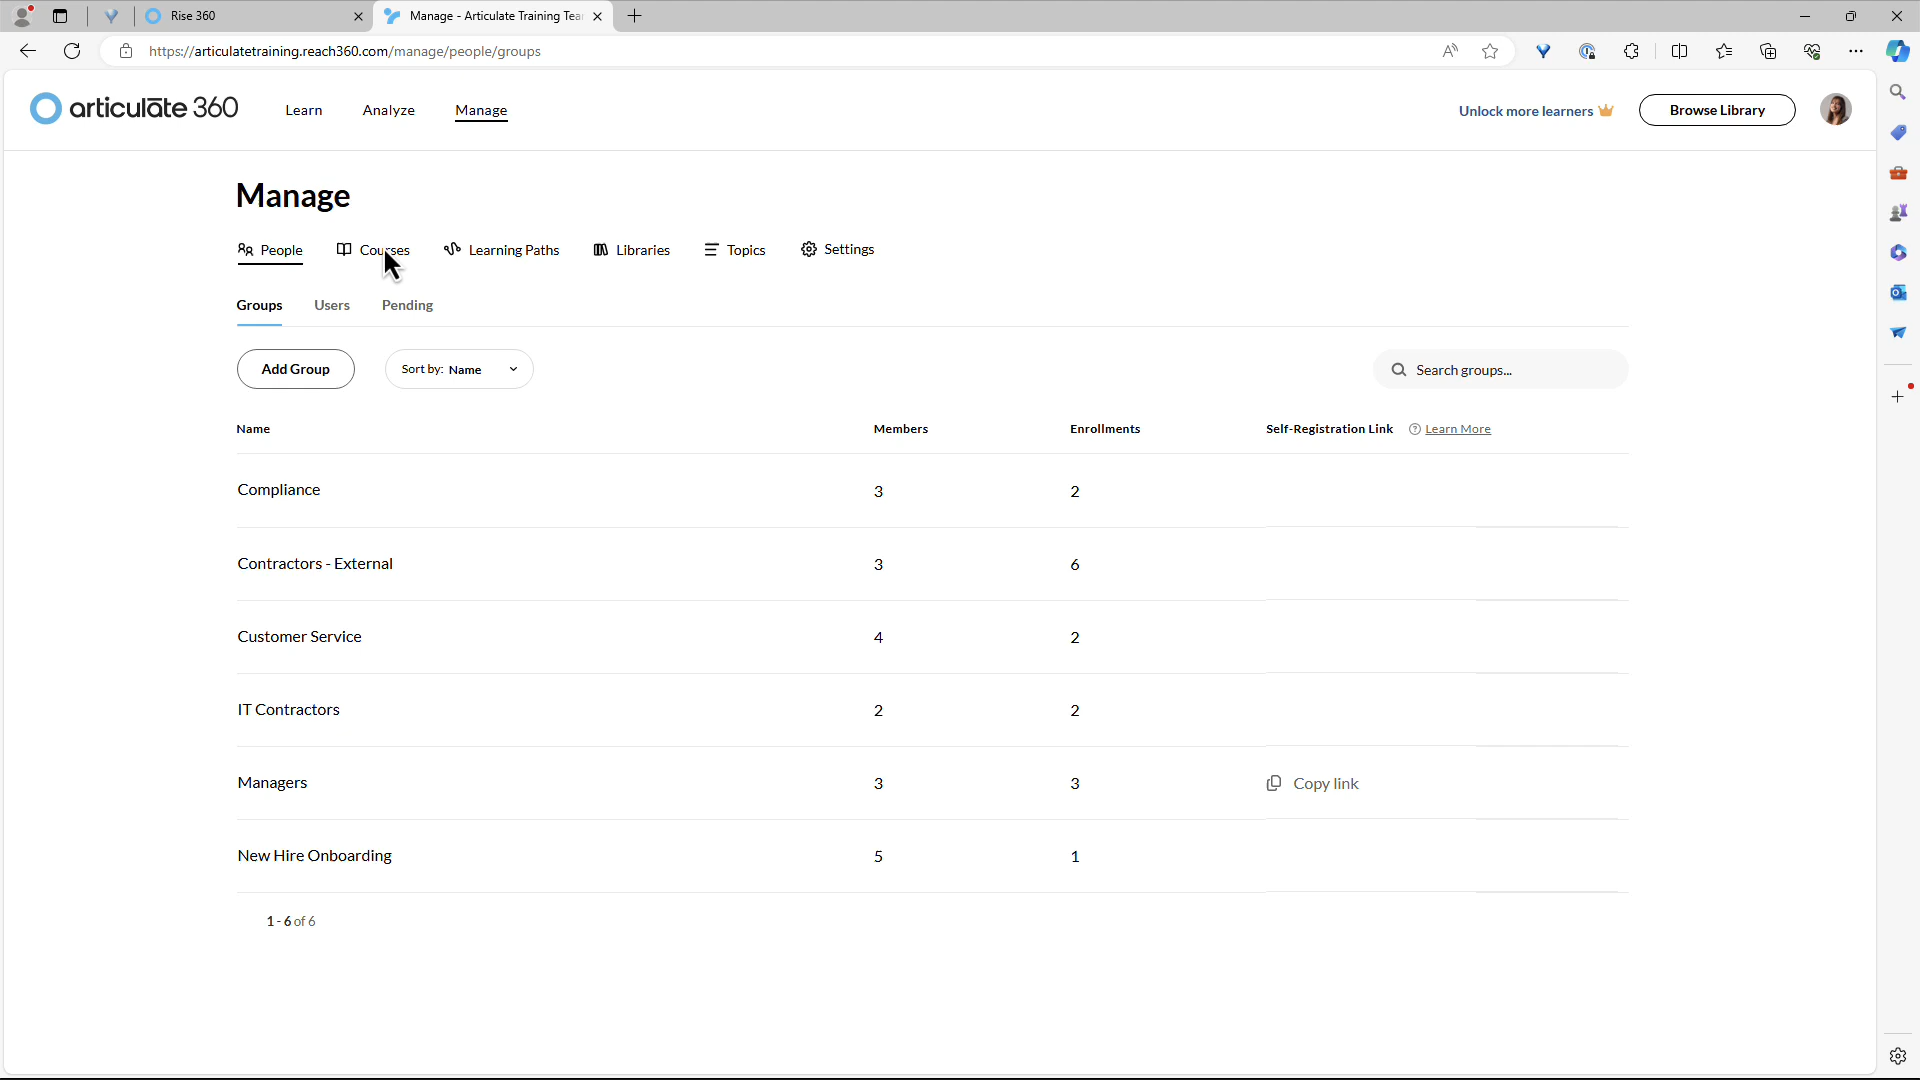 Rise 360
Manage - Articulate Training Tea
https://articulatetraining.reach360.com/manage/people/groups
articulate 360
Learn
Analyze
Manage
Unlock more learners
Browse Library
Manage
People
Courses
Learning Paths
Libraries
Topics
Settings
Groups
Users
Pending
Add Group
Sort by: Name
Search groups...
Name
Members
Enrollments
Self-Registration Link
Learn More
Compliance 3 2
Contractors - External 3 6
Customer Service 4 2
IT Contractors 2 2
Managers 3 3 Copy link
New Hire Onboarding 5 1
1 - 6 of 6